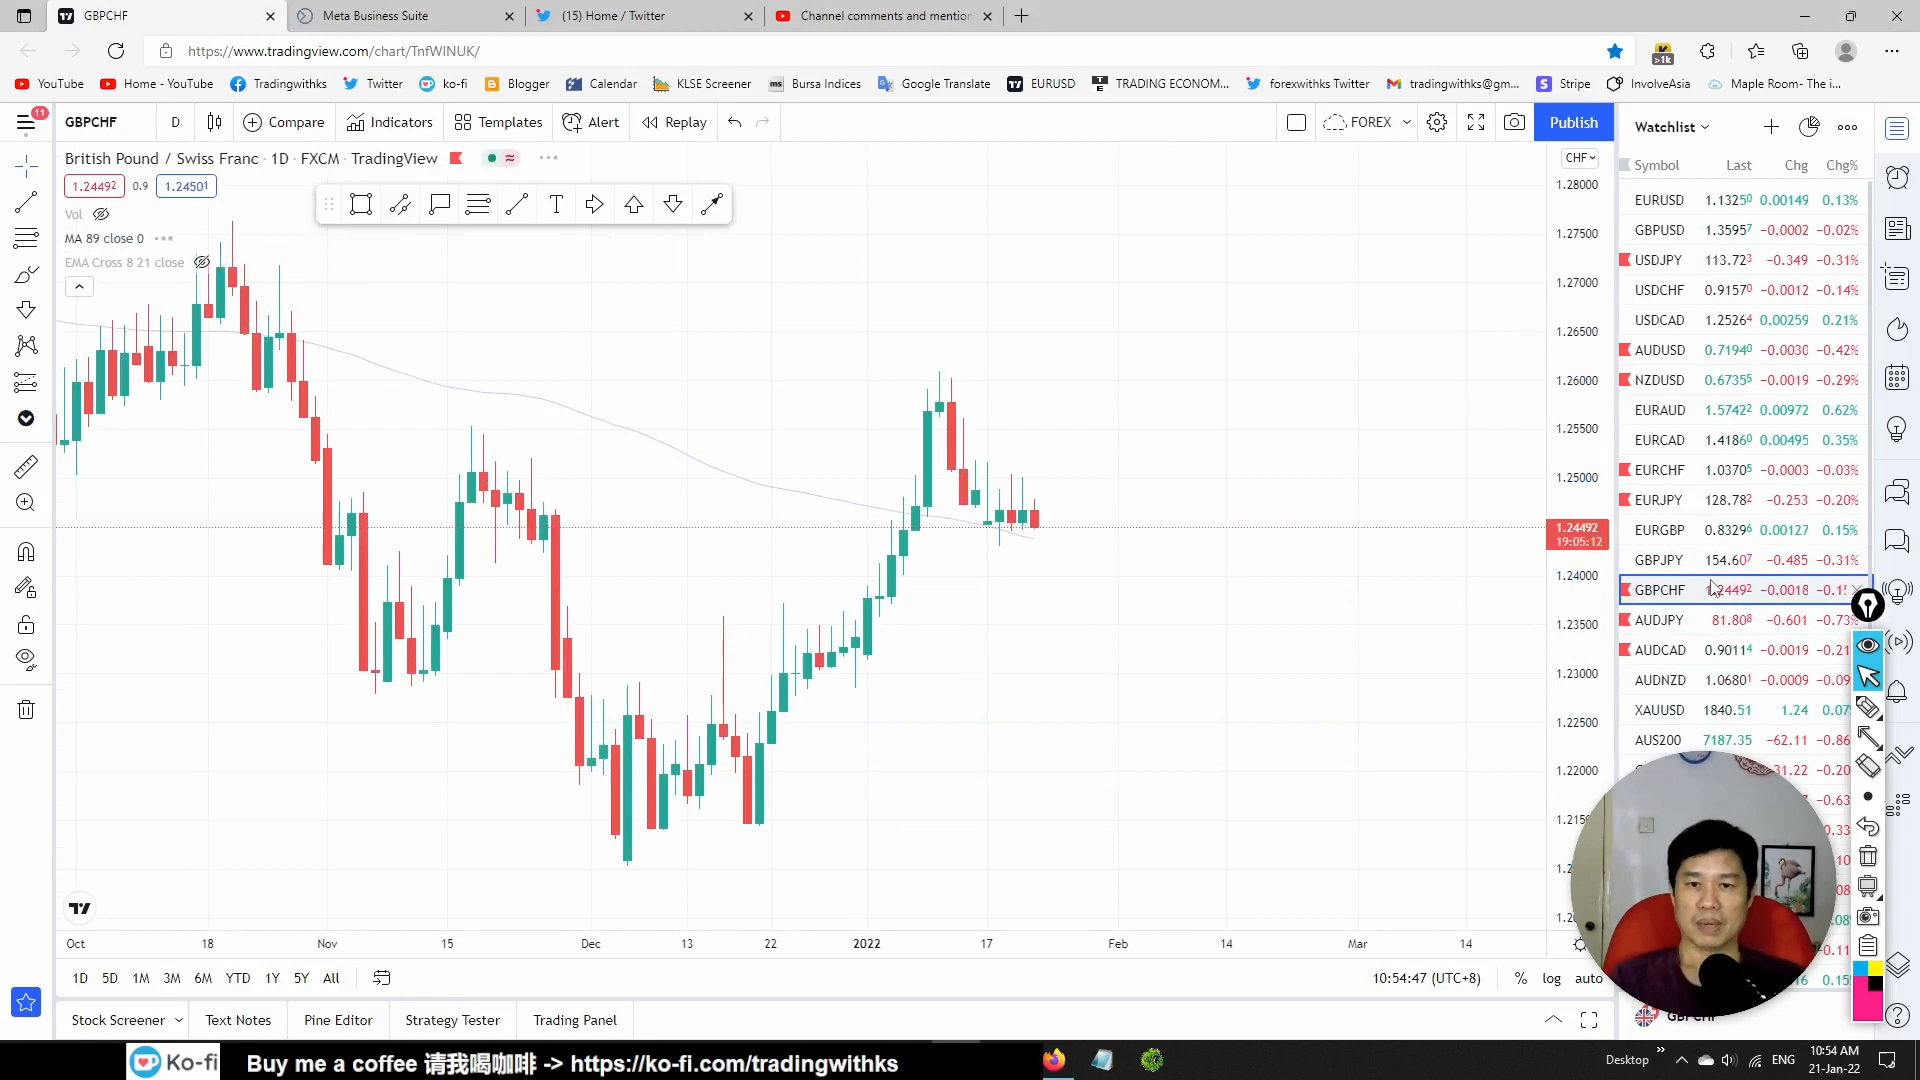 GBPCHF
Meta Business Suite
(15) Home / Twitter
Channel comments and mention
https://www.tradingview.com/chart/TnfWINUK/
>1k
YouTube
Home - YouTube
Tradingwithks
Twitter
ko-fi
Blogger
Calendar
KLSE Screener
Bursa Indices
Google Translate
EURUSD
TRADING ECONOM...
forexwithks Twitter
tradingwithks@gm...
Stripe
InvolveAsia
Maple Room- The i...
11
GBPCHF
D
Compare
Indicators
Templates
Alert
Replay
FOREX
Publish
Watchlist
British Pound / Swiss Franc · 1D · FXCM · TradingView
1.24492
0.9
1.24501
Vol
MA 89 close 0
EMA Cross 8 21 close
CHF
1.28000
1.27500
1.27000
1.26500
1.26000
1.25500
1.25000
1.24492
19:05:12
1.24000
1.23500
1.23000
1.22500
1.22000
Symbol Last Chg Chg%
EURUSD 1.13250 0.00149 0.13%
GBPUSD 1.35957 −0.0002 −0.02%
USDJPY 113.723 −0.349 −0.31%
USDCHF 0.91570 −0.0012 −0.14%
USDCAD 1.25264 0.00259 0.21%
AUDUSD 0.71940 −0.0030 −0.42%
NZDUSD 0.67355 −0.0019 −0.29%
EURAUD 1.57422 0.00972 0.62%
EURCAD 1.41860 0.00495 0.35%
EURCHF 1.03705 −0.0003 −0.03%
EURJPY 128.782 −0.253 −0.20%
EURGBP 0.83296 0.00127 0.15%
GBPJPY 154.607 −0.485 −0.31%
GBPCHF 1.24492 −0.0018
AUDJPY 81.808 −0.601 −0.73%
AUDCAD 0.90114 −0.0019 −0.21
AUDNZD 1.06801 −0.0009 −0.09
XAUUSD 1840.51 1.24 0.07
AUS200 7187.35 −62.11 −0.86
Oct 18 Nov 15 Dec 13 22 2022 17 Feb 14 Mar 14
1D 5D 1M 3M 6M YTD 1Y 5Y All
10:54:47 (UTC+8)
% log auto
Stock Screener
Text Notes
Pine Editor
Strategy Tester
Trading Panel
Ko-fi
Buy me a coffee 请我喝咖啡 -> https://ko-fi.com/tradingwithks
Desktop
ENG
10:54 AM
21-Jan-22